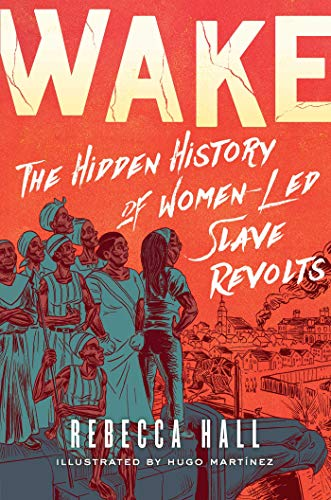 WAKE
THE HIDDEN HISTORY
OF WOMEN-LED
SLAVE
REVOLTS
REBECCA HALL
ILLUSTRATED BY HUGO MARTÍNEZ